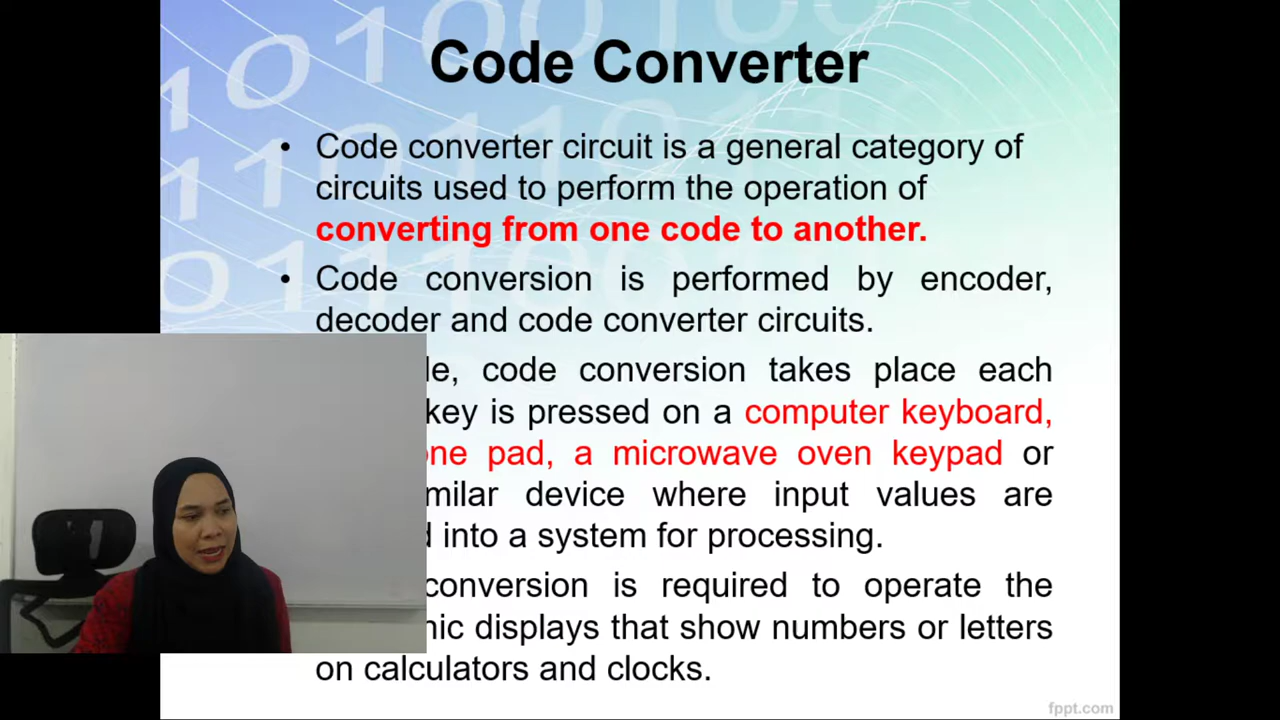 Code Converter
• Code converter circuit is a general category of
circuits used to perform the operation of
converting from one code to another.
• Code conversion is performed by encoder,
decoder and code converter circuits.
code conversion takes place each
key is pressed on a computer keyboard,
pad, a microwave oven keypad or
device where input values are
into a system for processing.
conversion is required to operate the
displays that show numbers or letters
on calculators and clocks.
fppt.com